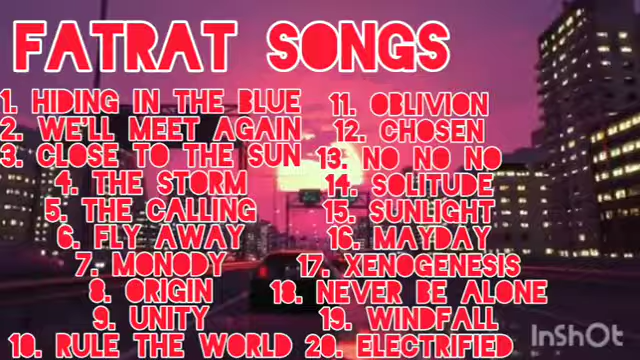 FATRAT SONGS
1. HIDING IN THE BLUE
2. WE'LL MEET AGAIN
3. CLOSE TO THE SUN
4. THE STORM
5. THE CALLING
6. FLY AWAY
7. MONODY
8. ORIGIN
9. UNITY
10. RULE THE WORLD
11. OBLIVION
12. CHOSEN
13. NO NO NO
14. SOLITUDE
15. SUNLIGHT
16. MAYDAY
17. XENOGENESIS
18. NEVER BE ALONE
19. WINDFALL
20. ELECTRIFIED
InShOt